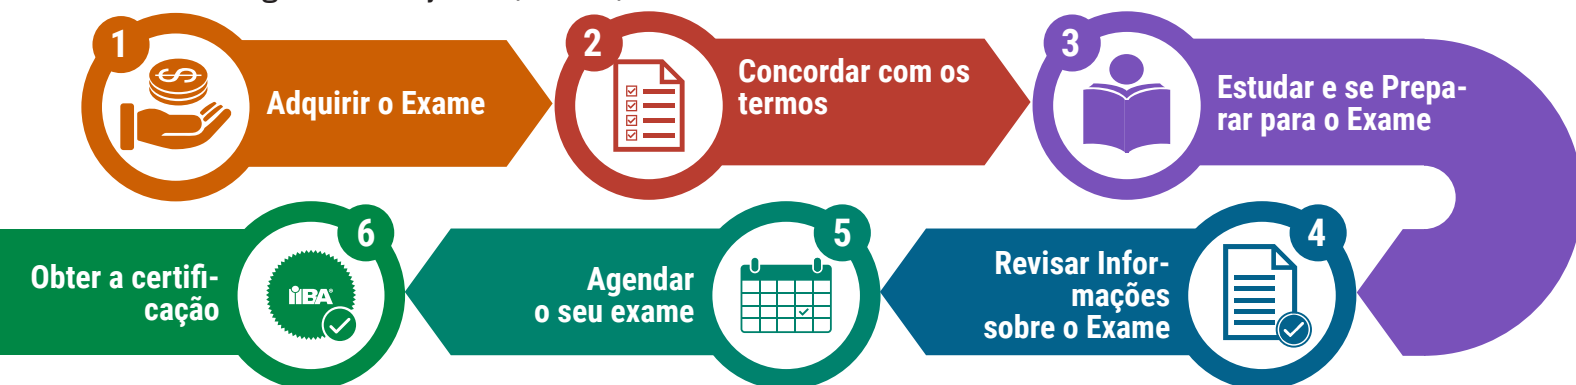 1
Adquirir o Exame
2
Concordar com os
termos
3
Estudar e se Prepa-
rar para o Exame
4
Revisar Infor-
mações
sobre o Exame
5
Agendar
o seu exame
6
Obter a certifi-
cação
IIBA®